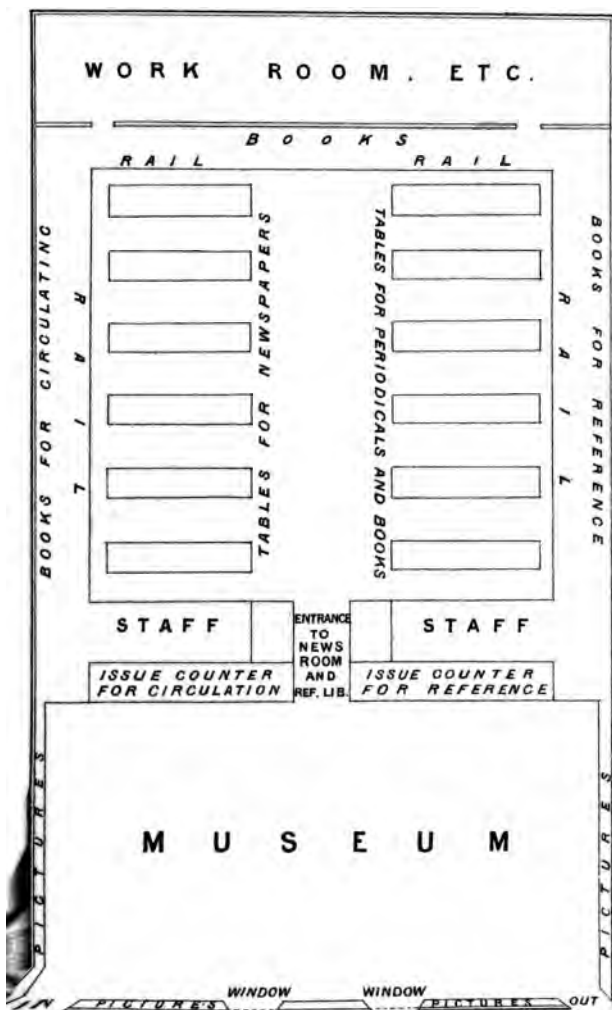 WORK ROOM. ETC.
BOOKS
RAIL
RAIL
BOOKS FOR CIRCULATING
RAIL
TABLES FOR NEWSPAPERS
TABLES FOR PERIODICALS AND BOOKS
RAIL
BOOKS FOR REFERENCE
STAFF
ENTRANCE
TO
NEWS
ROOM
AND
REF. LIB.
STAFF
ISSUE COUNTER
FOR CIRCULATION
ISSUE COUNTER
FOR REFERENCE
PICTURES
MUSEUM
PICTURES
IN
PICTURES
WINDOW
WINDOW
PICTURES
OUT